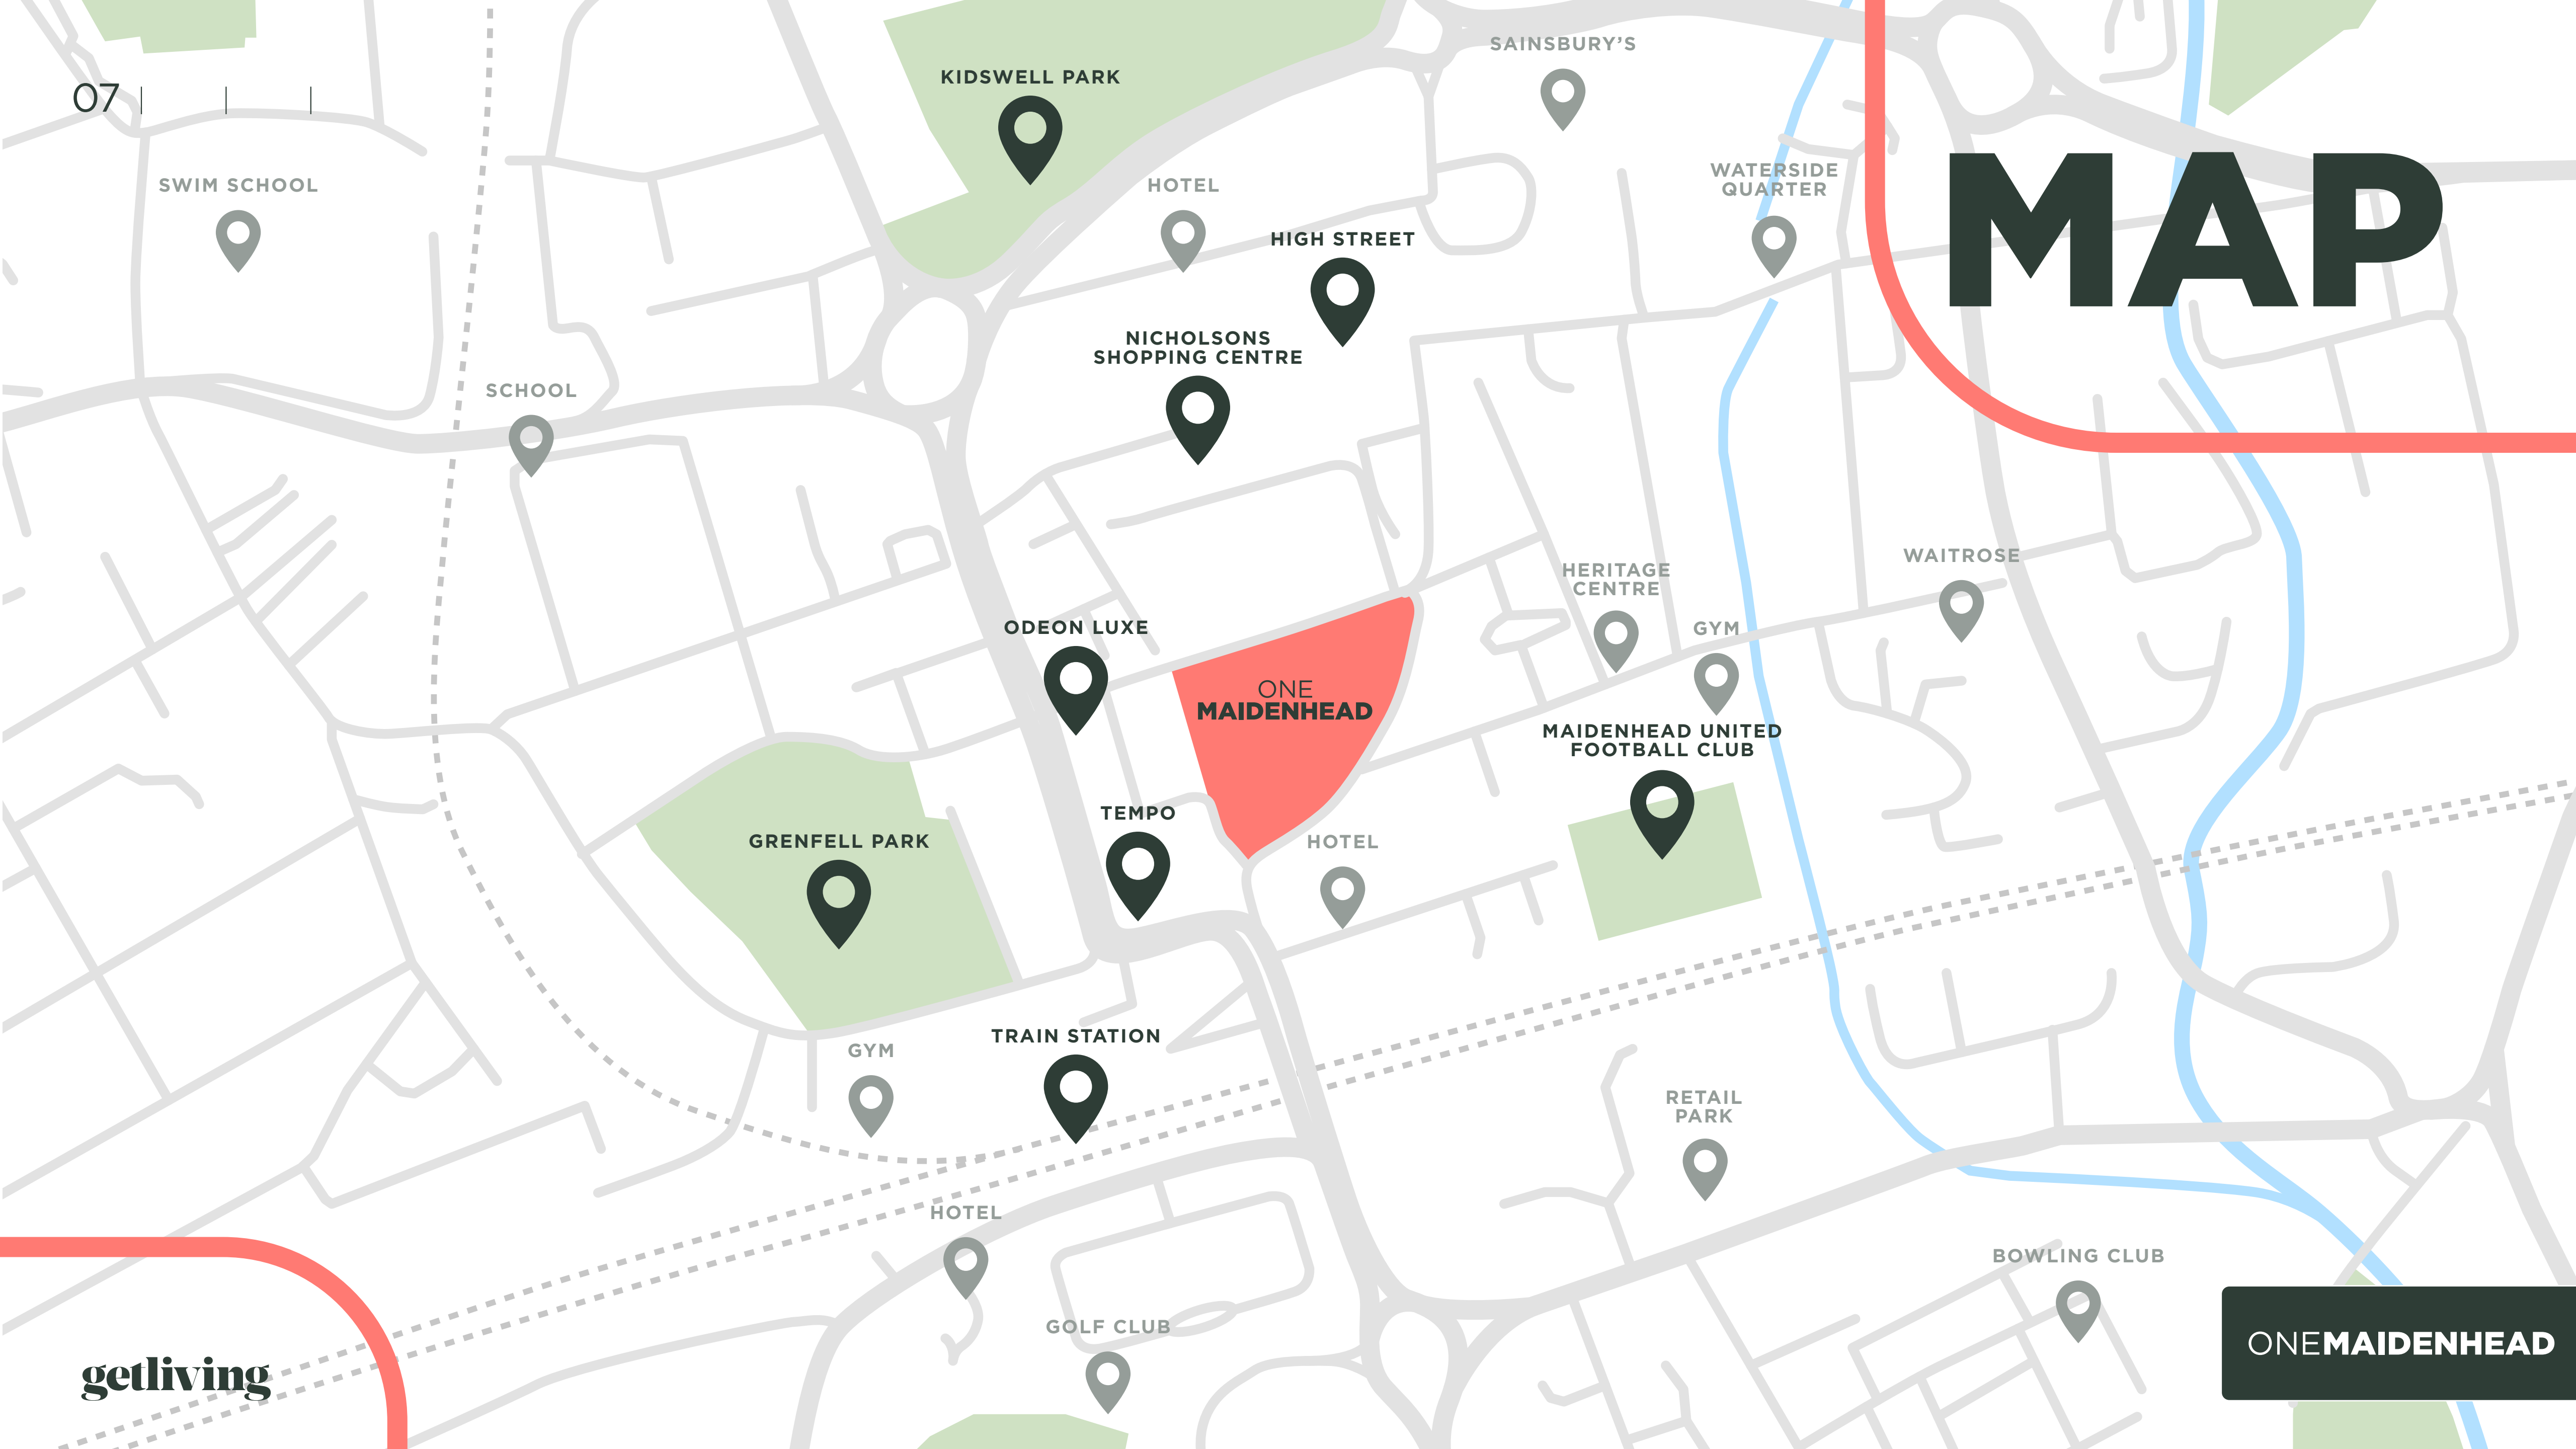 07
MAP
KIDSWELL PARK
SAINSBURY'S
SWIM SCHOOL
HOTEL
WATERSIDE
QUARTER
HIGH STREET
NICHOLSONS
SHOPPING CENTRE
SCHOOL
HERITAGE
CENTRE
WAITROSE
ODEON LUXE
GYM
ONE
MAIDENHEAD
MAIDENHEAD UNITED
FOOTBALL CLUB
TEMPO
GRENFELL PARK
HOTEL
TRAIN STATION
GYM
RETAIL
PARK
HOTEL
BOWLING CLUB
GOLF CLUB
getliving
ONEMAIDENHEAD